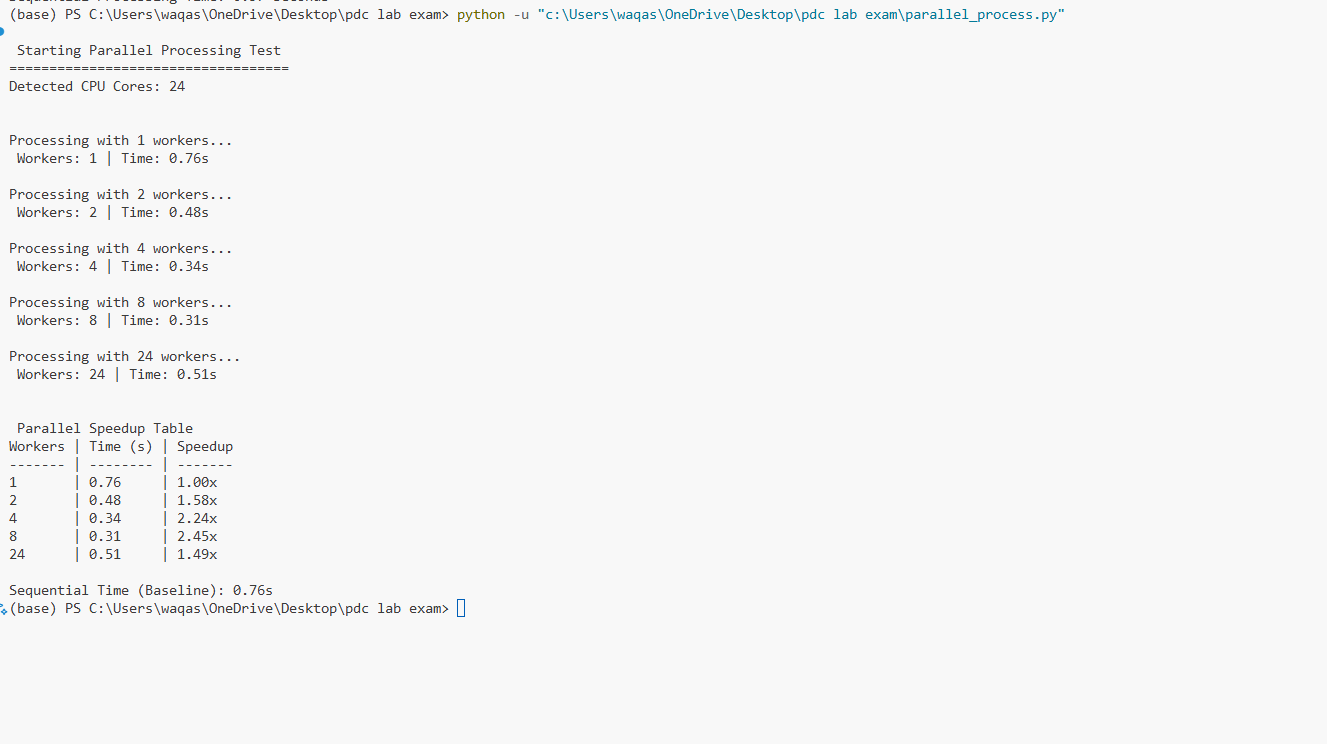 (base) PS C:\Users\waqas\OneDrive\Desktop\pdc lab exam> python -u "c:\Users\waqas\OneDrive\Desktop\pdc lab exam\parallel_process.py"
Starting Parallel Processing Test
===================================
Detected CPU Cores: 24
Processing with 1 workers...
Workers: 1 | Time: 0.76s
Processing with 2 workers...
Workers: 2 | Time: 0.48s
Processing with 4 workers...
Workers: 4 | Time: 0.34s
Processing with 8 workers...
Workers: 8 | Time: 0.31s
Processing with 24 workers...
Workers: 24 | Time: 0.51s
Parallel Speedup Table
Workers | Time (s) | Speedup
------- | -------- | -------
1       | 0.76     | 1.00x
2       | 0.48     | 1.58x
4       | 0.34     | 2.24x
8       | 0.31     | 2.45x
24      | 0.51     | 1.49x
Sequential Time (Baseline): 0.76s
(base) PS C:\Users\waqas\OneDrive\Desktop\pdc lab exam>